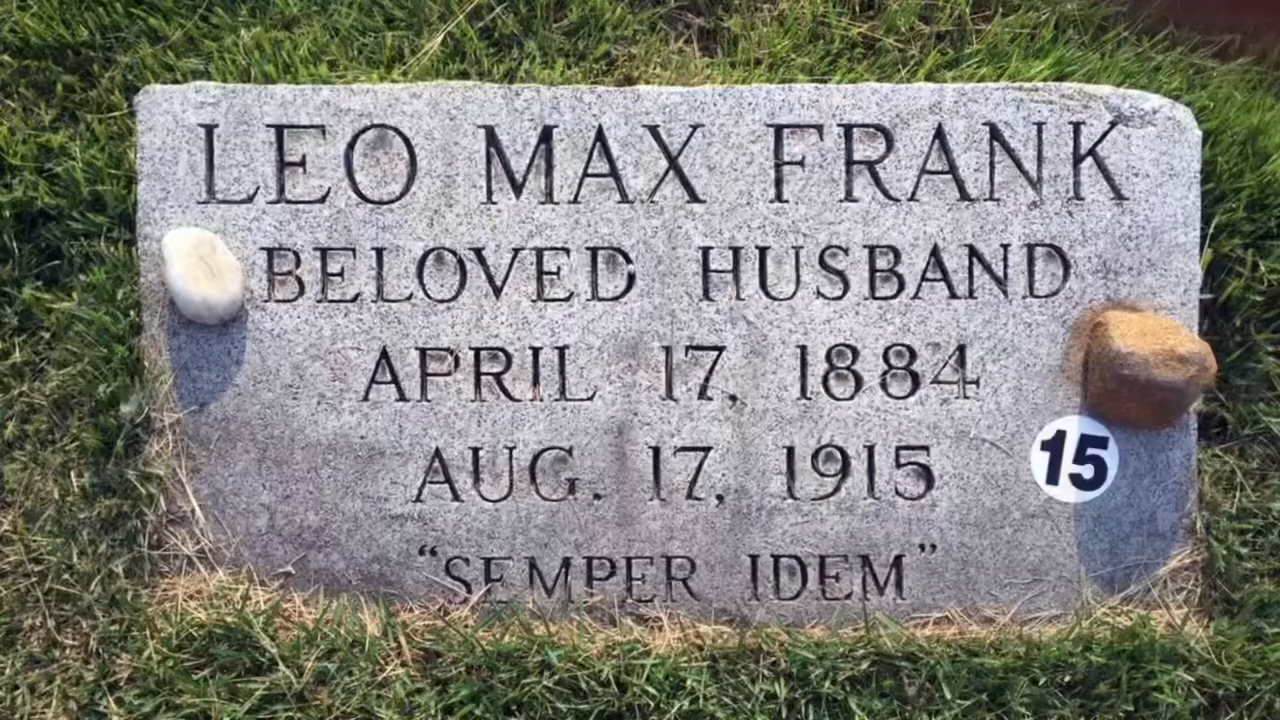 LEO MAX FRANK
BELOVED HUSBAND
APRIL 17, 1884
AUG. 17, 1915
15
"SEMPER IDEM"